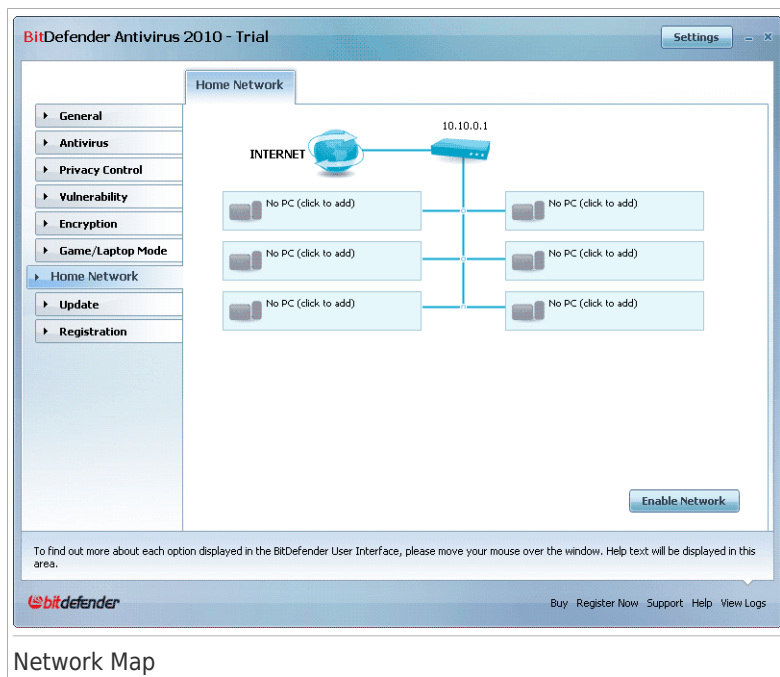 BitDefender Antivirus 2010 - Trial
Settings
Home Network
General
Antivirus
Privacy Control
Vulnerability
Encryption
Game/Laptop Mode
Home Network
Update
Registration
10.10.0.1
INTERNET
No PC (click to add)
No PC (click to add)
No PC (click to add)
No PC (click to add)
No PC (click to add)
No PC (click to add)
Enable Network
To find out more about each option displayed in the BitDefender User Interface, please move your mouse over the window. Help text will be displayed in this
area.
bitdefender
Buy Register Now Support Help View Logs
Network Map